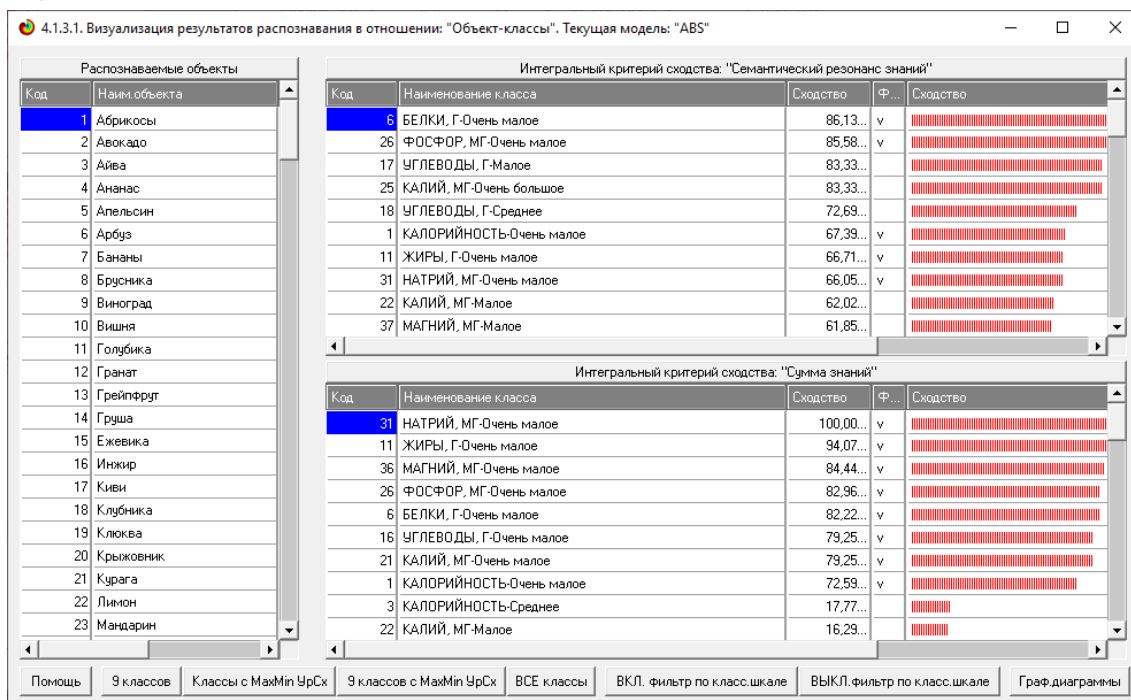 4.1.3.1. Визуализация результатов распознавания в отношении: "Объект-классы". Текущая модель: "ABS"
Распознаваемые объекты
Код Наим.объекта
1 Абрикосы
2 Авокадо
3 Айва
4 Ананас
5 Апельсин
6 Арбуз
7 Бананы
8 Брусника
9 Виноград
10 Вишня
11 Голубика
12 Гранат
13 Грейпфрут
14 Груша
15 Ежевика
16 Инжир
17 Киви
18 Клубника
19 Клюква
20 Крыжовник
21 Курага
22 Лимон
23 Мандарин
Интегральный критерий сходства: "Семантический резонанс знаний"
Код Наименование класса Сходство Ф... Сходство
6 БЕЛКИ, Г-Очень малое 86,13... v
26 ФОСФОР, МГ-Очень малое 85,58... v
17 УГЛЕВОДЫ, Г-Малое 83,33...
25 КАЛИЙ, МГ-Очень большое 83,33...
18 УГЛЕВОДЫ, Г-Среднее 72,69...
1 КАЛОРИЙНОСТЬ-Очень малое 67,39... v
11 ЖИРЫ, Г-Очень малое 66,71... v
31 НАТРИЙ, МГ-Очень малое 66,05... v
22 КАЛИЙ, МГ-Малое 62,02...
37 МАГНИЙ, МГ-Малое 61,85...
Интегральный критерий сходства: "Сумма знаний"
Код Наименование класса Сходство Ф... Сходство
31 НАТРИЙ, МГ-Очень малое 100,00... v
11 ЖИРЫ, Г-Очень малое 94,07... v
36 МАГНИЙ, МГ-Очень малое 84,44... v
26 ФОСФОР, МГ-Очень малое 82,96... v
6 БЕЛКИ, Г-Очень малое 82,22... v
16 УГЛЕВОДЫ, Г-Очень малое 79,25... v
21 КАЛИЙ, МГ-Очень малое 79,25... v
1 КАЛОРИЙНОСТЬ-Очень малое 72,59... v
3 КАЛОРИЙНОСТЬ-Среднее 17,77...
22 КАЛИЙ, МГ-Малое 16,29...
Помощь 9 классов Классы с MaxMin УрСх 9 классов с MaxMin УрСх ВСЕ классы ВКЛ. фильтр по класс.шкале ВЫКЛ.фильтр по класс.шкале Граф.диаграммы